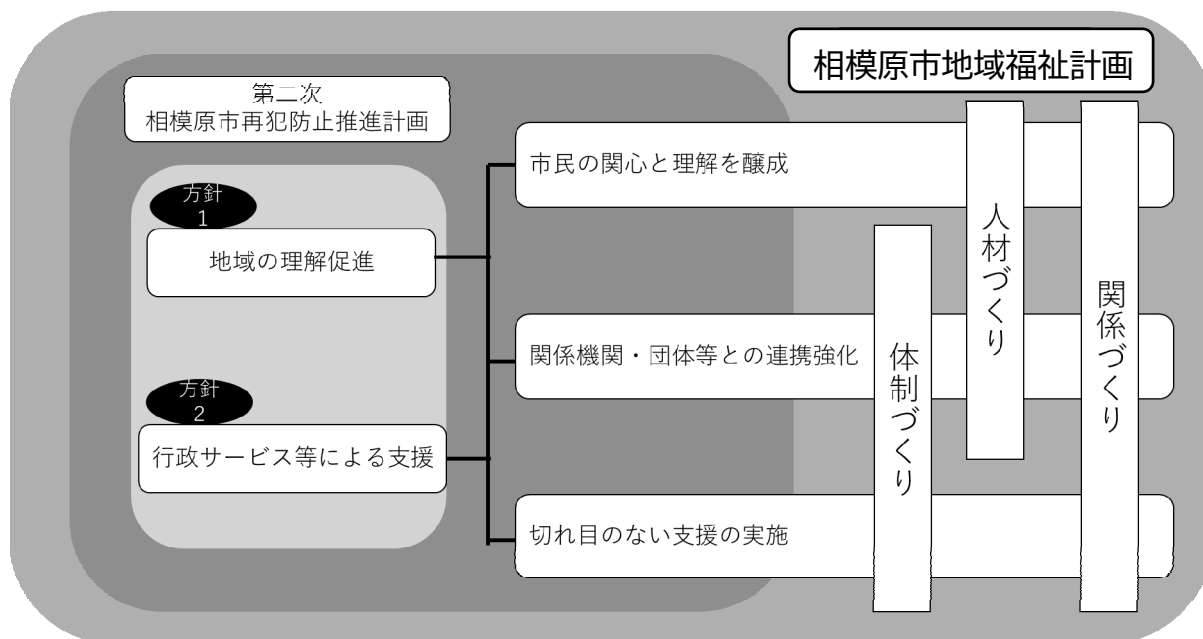 相模原市地域福祉計画
第二次
相模原市再犯防止推進計画
方針
1
地域の理解促進
方針
2
行政サービス等による支援
市民の関心と理解を醸成
関係機関・団体等との連携強化
切れ目のない支援の実施
体制づくり
人材づくり
関係づくり